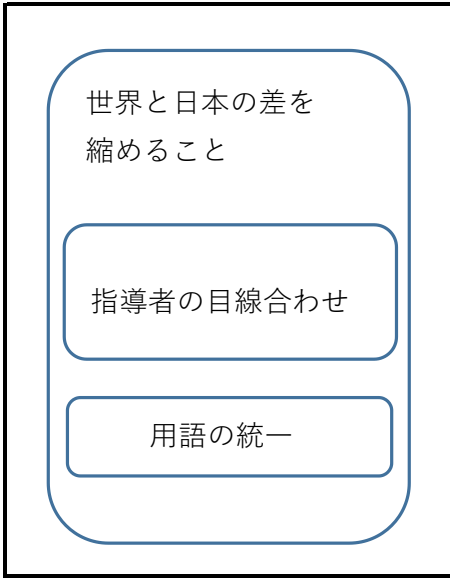 世界と日本の差を
縮めること
指導者の目線合わせ
用語の統一